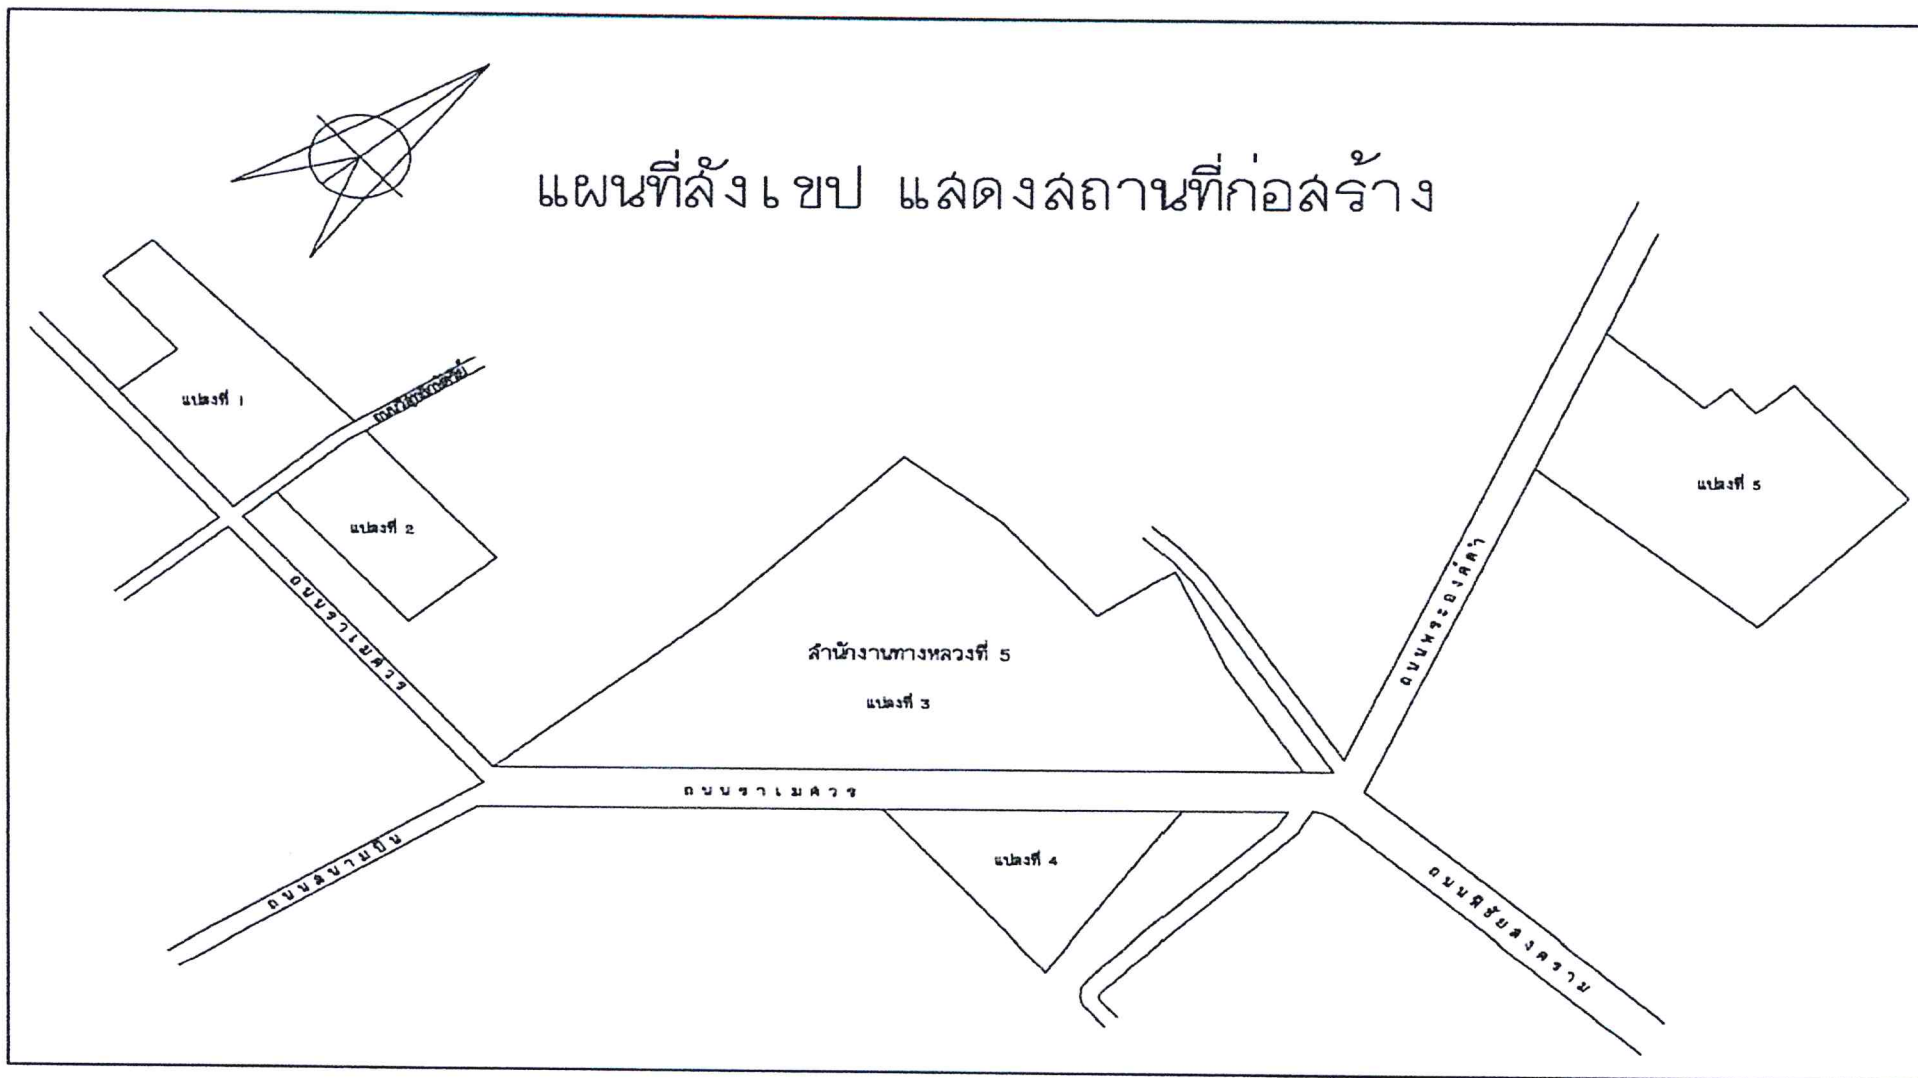 แผนที่สังเขป แสดงสถานที่ก่อสร้าง
แปลงที่ 1
แปลงที่ 2
ถนนราเมศวร
สำนักงานทางหลวงที่ 5
แปลงที่ 3
ถนนราเมศวร
ถนนสนามบิน
แปลงที่ 4
ถนนพระองค์ดำ
แปลงที่ 5
ถนนพิชัยสงคราม